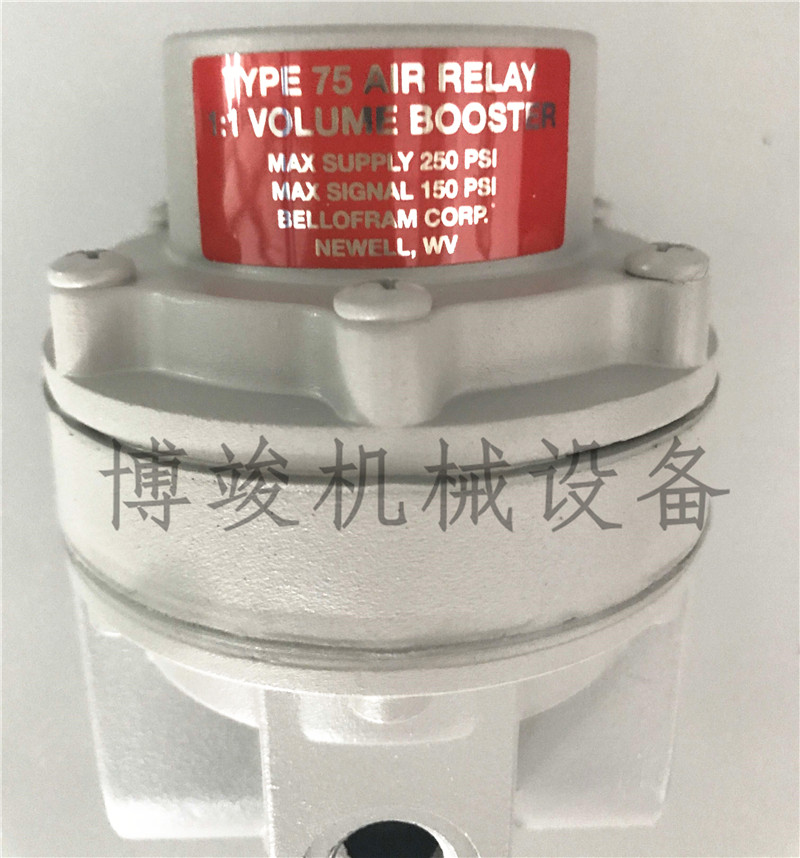 TYPE 75 AIR RELAY
1:1 VOLUME BOOSTER
MAX SUPPLY 250 PSI
MAX SIGNAL 150 PSI
BELLOFRAM CORP.
NEWELL, WV
博竣机械设备